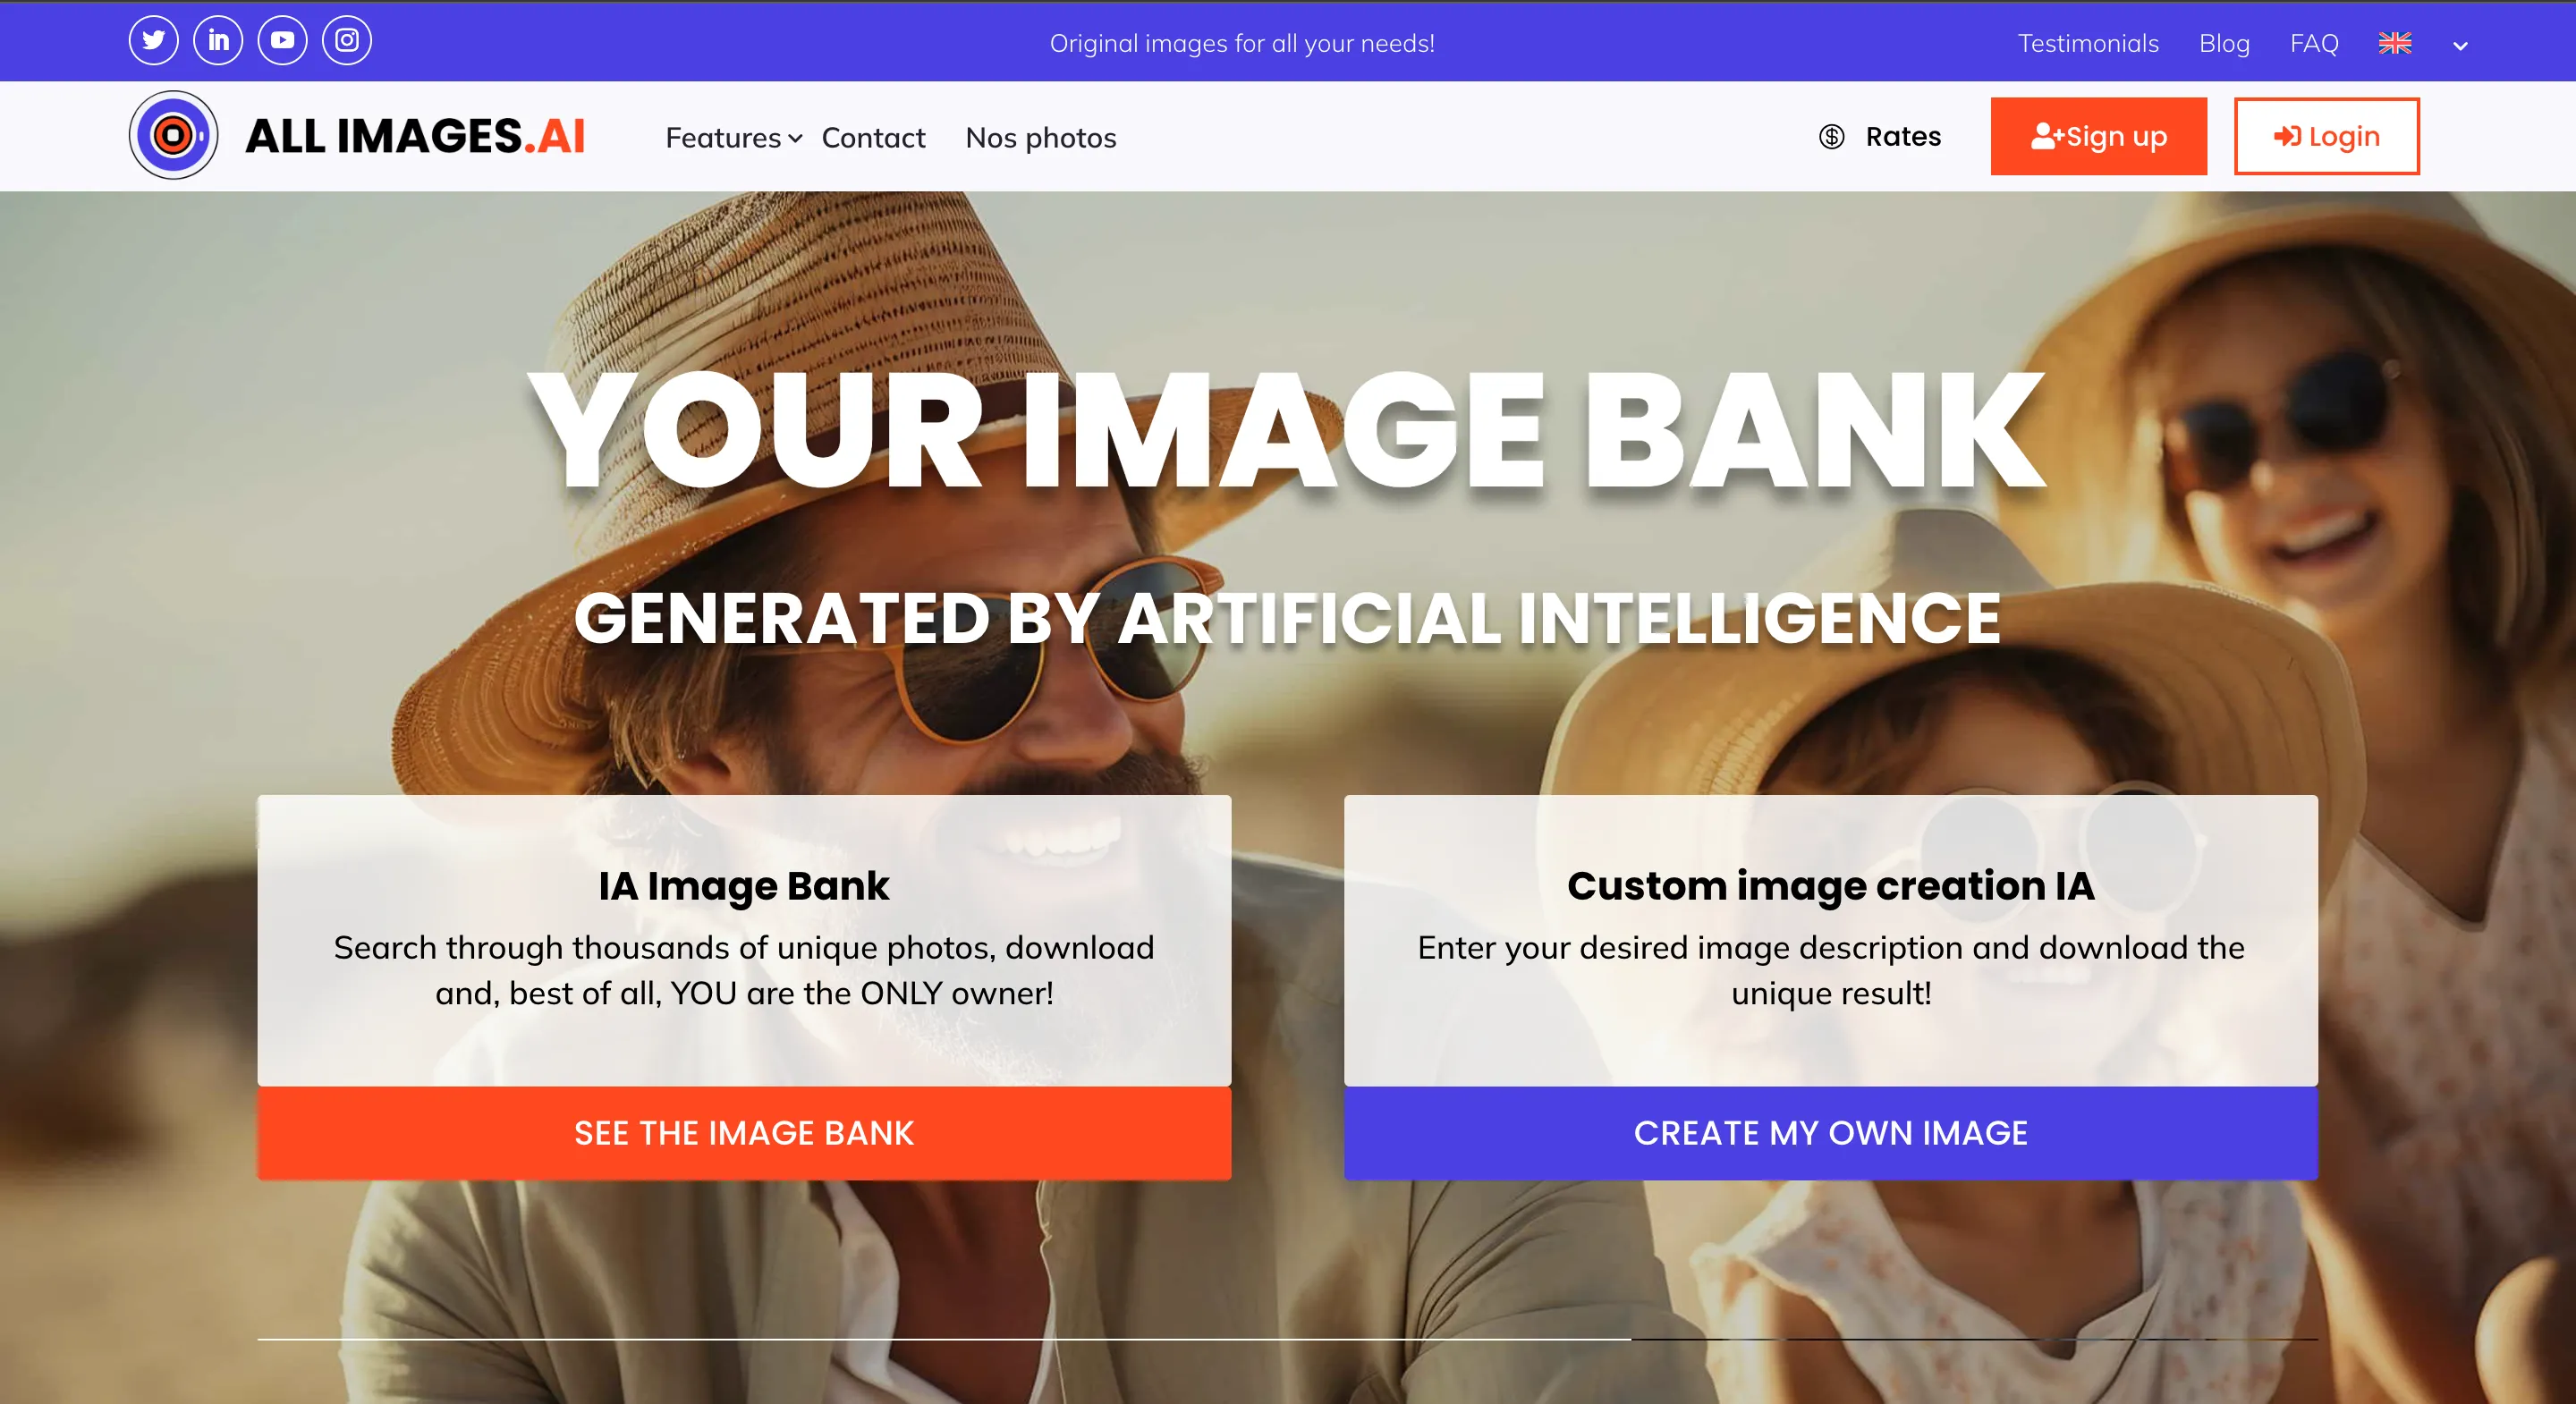 Original images for all your needs!
Testimonials Blog FAQ
ALL IMAGES.AI
Features Contact Nos photos
Rates
Sign up
Login
YOUR IMAGE BANK
GENERATED BY ARTIFICIAL INTELLIGENCE
IA Image Bank
Search through thousands of unique photos, download
and, best of all, YOU are the ONLY owner!
SEE THE IMAGE BANK
Custom image creation IA
Enter your desired image description and download the
unique result!
CREATE MY OWN IMAGE